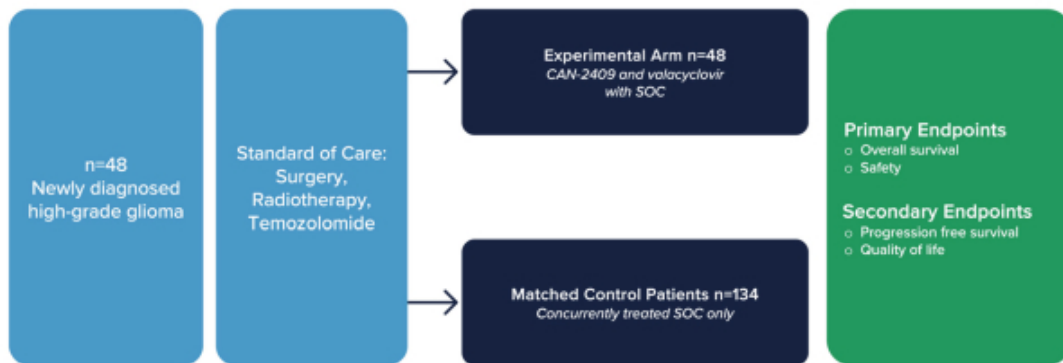 n=48
Newly diagnosed
high-grade glioma
Standard of Care:
Surgery,
Radiotherapy,
Temozolomide
Experimental Arm n=48
CAN-2409 and valacyclovir
with SOC
Matched Control Patients n=134
Concurrently treated SOC only
Primary Endpoints
○ Overall survival
○ Safety
Secondary Endpoints
○ Progression free survival
○ Quality of life